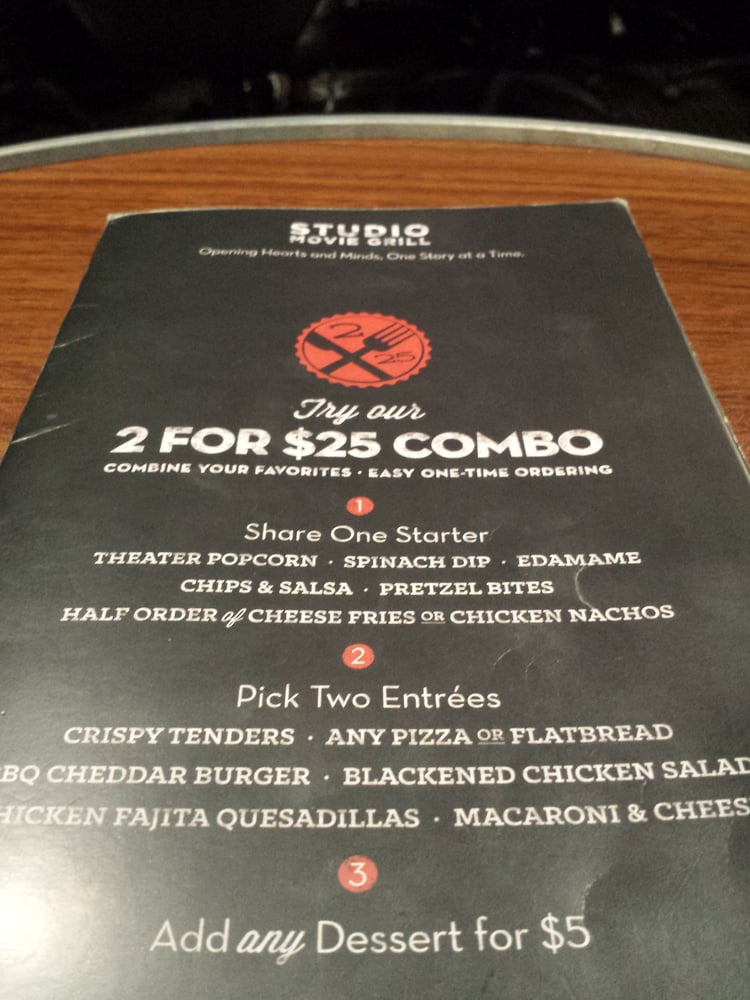 STUDIO
MOVIE GRILL
Opening Hearts and Minds, One Story at a Time.
2
25
Try our
2 FOR $25 COMBO
COMBINE YOUR FAVORITES · EASY ONE-TIME ORDERING
1
Share One Starter
THEATER POPCORN · SPINACH DIP · EDAMAME
CHIPS & SALSA · PRETZEL BITES
HALF ORDER of CHEESE FRIES OR CHICKEN NACHOS
2
Pick Two Entrées
CRISPY TENDERS · ANY PIZZA OR FLATBREAD
BQ CHEDDAR BURGER · BLACKENED CHICKEN SALAD
HICKEN FAJITA QUESADILLAS · MACARONI & CHEES
3
Add any Dessert for $5